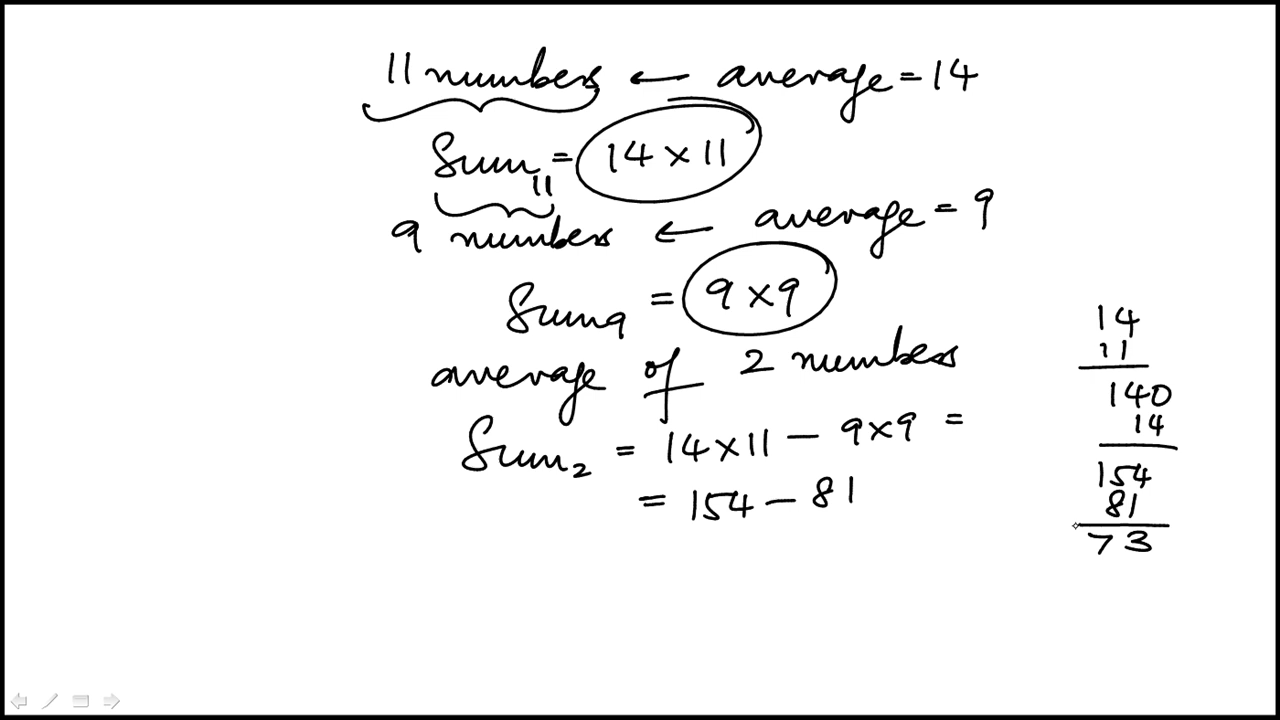 11 numbers ← average = 14
Sum₁₁ = 14 × 11
9 numbers ← average = 9
Sum₉ = 9 × 9
average of 2 numbers
Sum₂ = 14 × 11 – 9 × 9 =
= 154 – 81
14
11
140
14
154
81
73